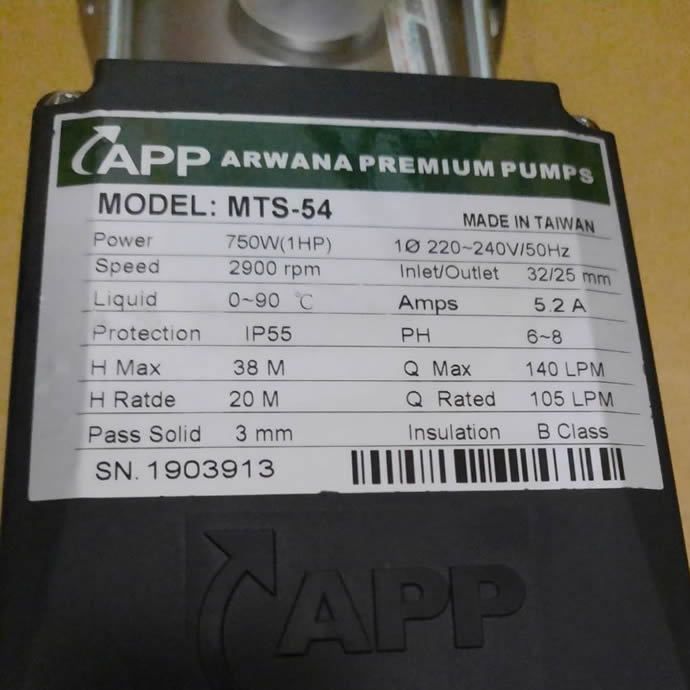 APP ARWANA PREMIUM PUMPS
MODEL: MTS-54
MADE IN TAIWAN
Power 750W(1HP) 1Ø 220~240V/50Hz
Speed 2900 rpm Inlet/Outlet 32/25 mm
Liquid 0~90 ℃ Amps 5.2 A
Protection IP55 PH 6~8
H Max 38 M Q Max 140 LPM
H Ratde 20 M Q Rated 105 LPM
Pass Solid 3 mm Insulation B Class
SN. 1903913
APP